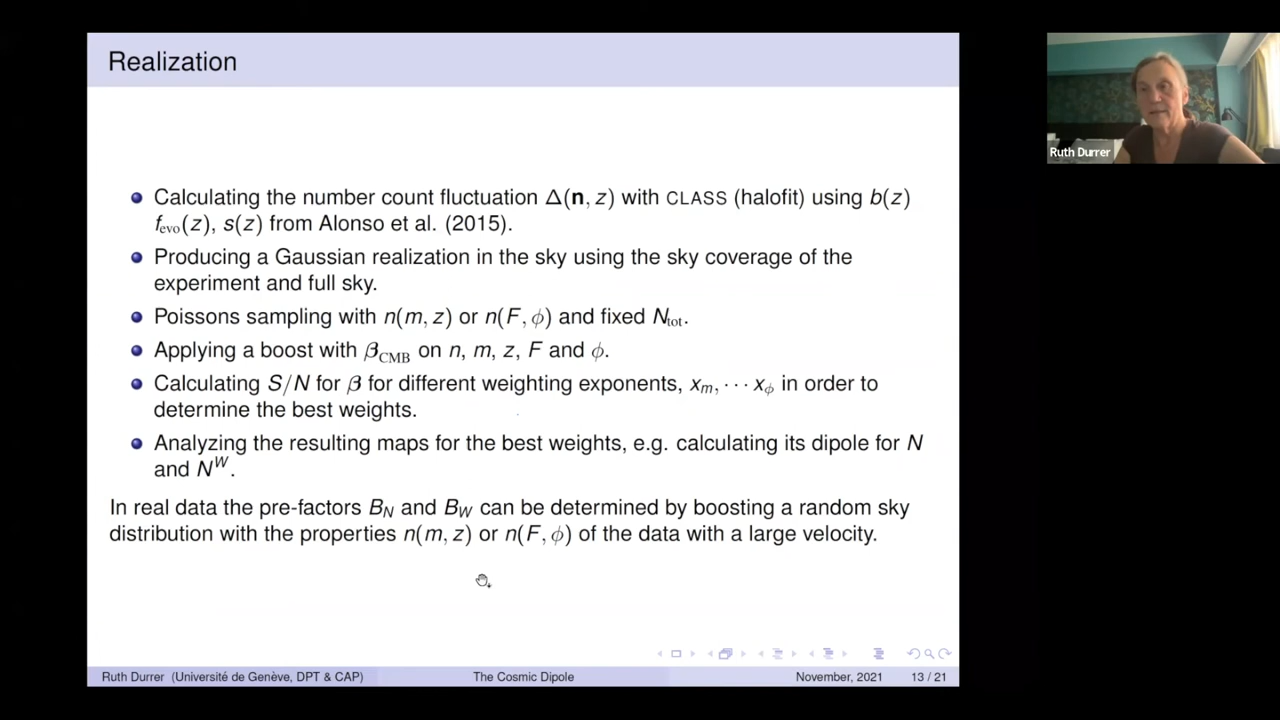 Realization
Calculating the number count fluctuation Δ(n, z) with CLASS (halofit) using b(z)
f_evo(z), s(z) from Alonso et al. (2015).
Producing a Gaussian realization in the sky using the sky coverage of the
experiment and full sky.
Poissons sampling with n(m, z) or n(F, ϕ) and fixed N_tot.
Applying a boost with β_CMB on n, m, z, F and ϕ.
Calculating S/N for β for different weighting exponents, x_m, ··· x_ϕ in order to
determine the best weights.
Analyzing the resulting maps for the best weights, e.g. calculating its dipole for N
and N^W.
In real data the pre-factors B_N and B_W can be determined by boosting a random sky
distribution with the properties n(m, z) or n(F, ϕ) of the data with a large velocity.
Ruth Durrer (Université de Genève, DPT & CAP)
The Cosmic Dipole
November, 2021
13 / 21
Ruth Durrer